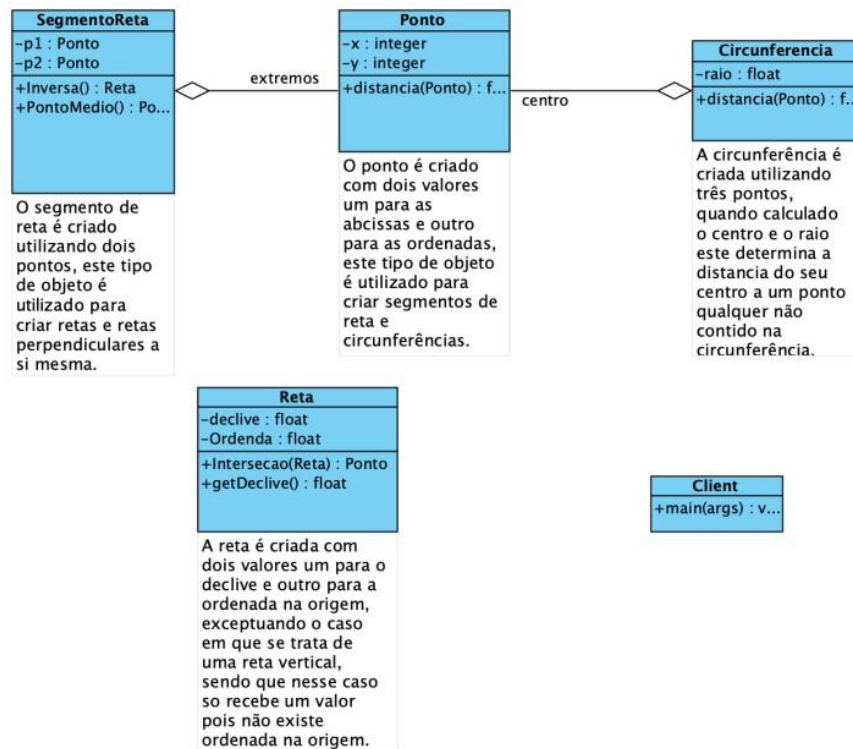 SegmentoReta
-p1 : Ponto
-p2 : Ponto
+Inversa() : Reta
+PontoMedio() : Po...
O segmento de
reta é criado
utilizando dois
pontos, este tipo
de objeto é
utilizado para
criar retas e retas
perpendiculares a
si mesma.
extremos
Ponto
-x : integer
-y : integer
+distancia(Ponto) : f...
O ponto é criado
com dois valores
um para as
abcissas e outro
para as ordenadas,
este tipo de objeto
é utilizado para
criar segmentos de
reta e
circunferências.
centro
Circunferencia
-raio : float
+distancia(Ponto) : f...
A circunferência é
criada utilizando
três pontos,
quando calculado
o centro e o raio
este determina a
distancia do seu
centro a um ponto
qualquer não
contido na
circunferência.
Reta
-declive : float
-Ordenda : float
+Intersecao(Reta) : Ponto
+getDeclive() : float
A reta é criada com
dois valores um para o
declive e outro para a
ordenada na origem,
exceptuando o caso
em que se trata de
uma reta vertical,
sendo que nesse caso
so recebe um valor
pois não existe
ordenada na origem.
Client
+main(args) : v...